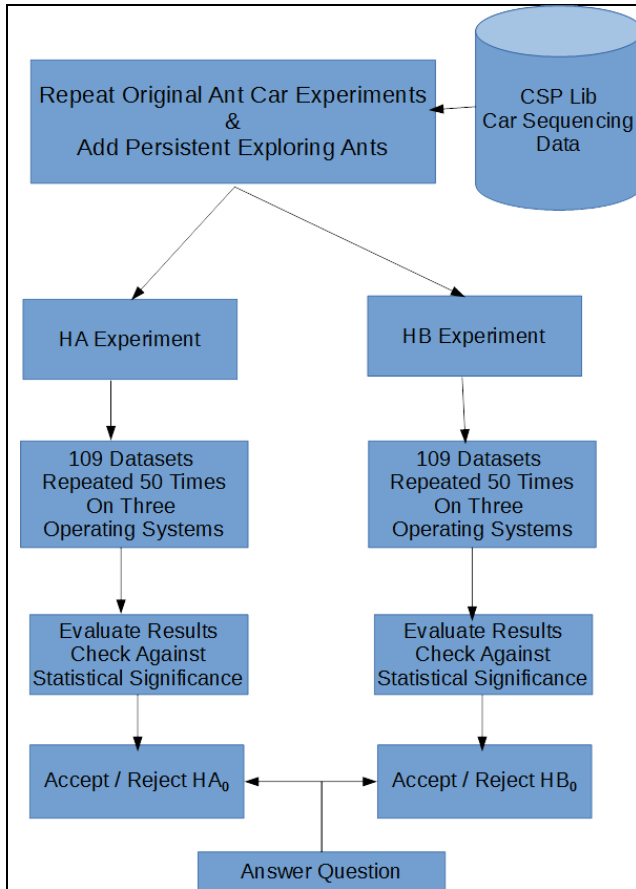 Repeat Original Ant Car Experiments
&
Add Persistent Exploring Ants
CSP Lib
Car Sequencing
Data
HA Experiment
HB Experiment
109 Datasets
Repeated 50 Times
On Three
Operating Systems
109 Datasets
Repeated 50 Times
On Three
Operating Systems
Evaluate Results
Check Against
Statistical Significance
Evaluate Results
Check Against
Statistical Significance
Accept / Reject HA₀
Accept / Reject HB₀
Answer Question